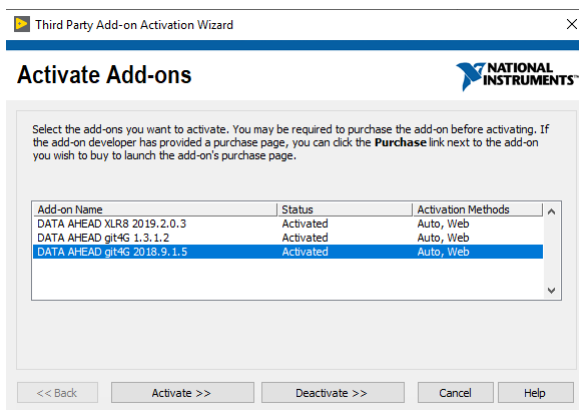 Third Party Add-on Activation Wizard
Activate Add-ons
NATIONAL
INSTRUMENTS™
Select the add-ons you want to activate. You may be required to purchase the add-on before activating. If
the add-on developer has provided a purchase page, you can click the Purchase link next to the add-on
you wish to buy to launch the add-on's purchase page.
Add-on Name Status Activation Methods
DATA AHEAD XLR8 2019.2.0.3 Activated Auto, Web
DATA AHEAD git4G 1.3.1.2 Activated Auto, Web
DATA AHEAD git4G 2018.9.1.5 Activated Auto, Web
<< Back Activate >> Deactivate >> Cancel Help